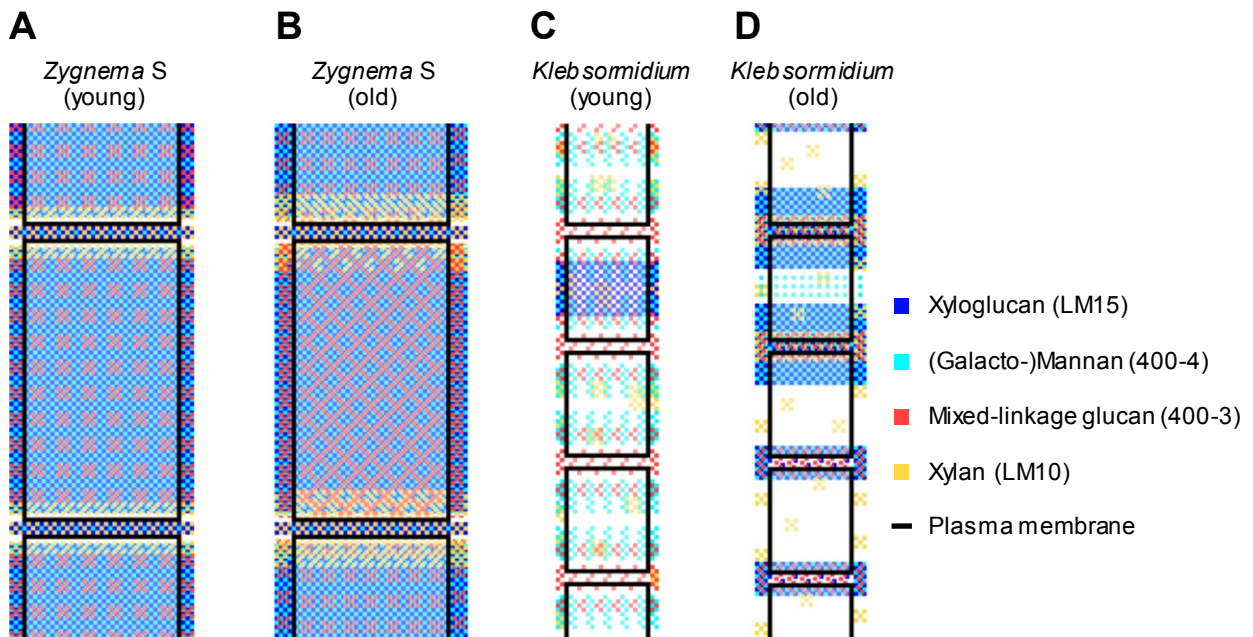 A
B
C
D
Zygnema S
(young)
Zygnema S
(old)
Klebsormidium
(young)
Klebsormidium
(old)
Xyloglucan (LM15)
(Galacto-)Mannan (400-4)
Mixed-linkage glucan (400-3)
Xylan (LM10)
Plasma membrane